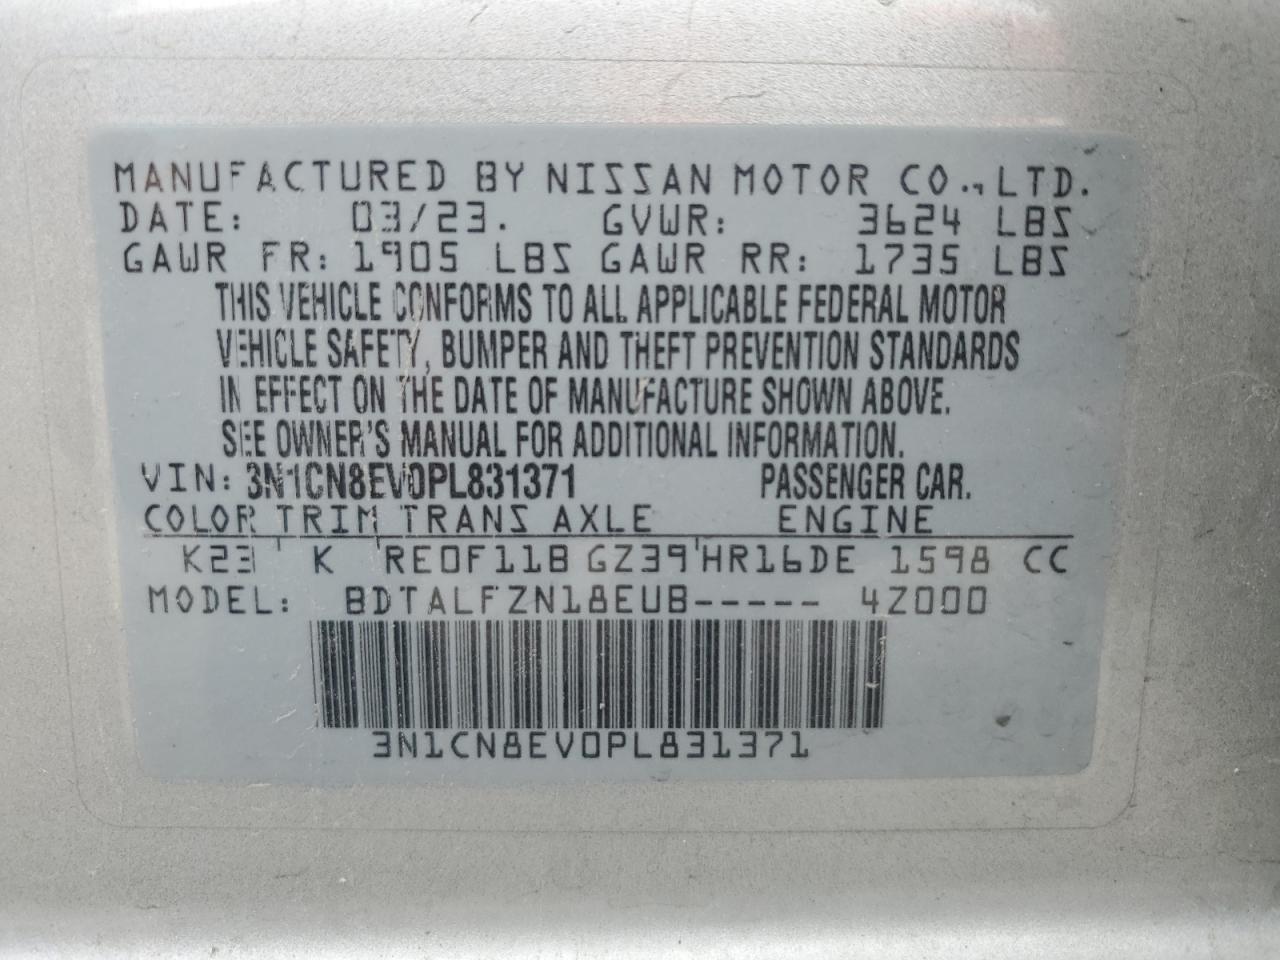 MANUFACTURED BY NISSAN MOTOR CO., LTD.
DATE: 03/23. GVWR: 3624 LBS
GAWR FR: 1905 LBS GAWR RR: 1735 LBS
THIS VEHICLE CONFORMS TO ALL APPLICABLE FEDERAL MOTOR
VEHICLE SAFETY, BUMPER AND THEFT PREVENTION STANDARDS
IN EFFECT ON THE DATE OF MANUFACTURE SHOWN ABOVE.
SEE OWNER'S MANUAL FOR ADDITIONAL INFORMATION.
VIN: 3N1CN8EV0PL831371 PASSENGER CAR.
COLOR TRIM TRANS AXLE ENGINE
K23 ' K ' RE0F11B GZ39 ' HR16DE 1598 CC
MODEL: BDTALFZN18EUB----- 4Z000
3N1CN8EV0PL831371